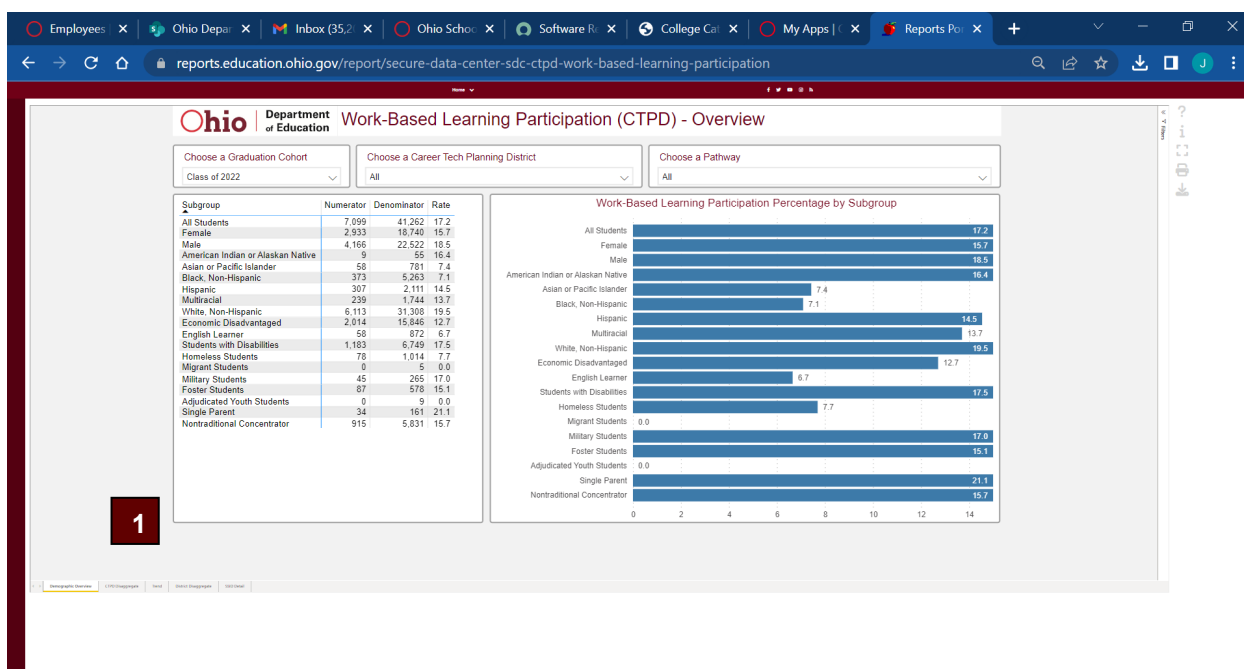 Employees
Ohio Depar
Inbox (35,2
Ohio Schoo
Software Re
College Cat
My Apps | C
Reports Por
reports.education.ohio.gov/report/secure-data-center-sdc-ctpd-work-based-learning-participation
J
Home
Ohio Department of Education Work-Based Learning Participation (CTPD) - Overview
Filters
Choose a Graduation Cohort
Class of 2022
Choose a Career Tech Planning District
All
Choose a Pathway
All
Subgroup Numerator Denominator Rate
All Students 7,099 41,262 17.2
Female 2,933 18,740 15.7
Male 4,166 22,522 18.5
American Indian or Alaskan Native 9 55 16.4
Asian or Pacific Islander 58 781 7.4
Black, Non-Hispanic 373 5,263 7.1
Hispanic 307 2,111 14.5
Multiracial 239 1,744 13.7
White, Non-Hispanic 6,113 31,308 19.5
Economic Disadvantaged 2,014 15,846 12.7
English Learner 58 872 6.7
Students with Disabilities 1,183 6,749 17.5
Homeless Students 78 1,014 7.7
Migrant Students 0 5 0.0
Military Students 45 265 17.0
Foster Students 87 578 15.1
Adjudicated Youth Students 0 9 0.0
Single Parent 34 161 21.1
Nontraditional Concentrator 915 5,831 15.7
Work-Based Learning Participation Percentage by Subgroup
All Students 17.2
Female 15.7
Male 18.5
American Indian or Alaskan Native 16.4
Asian or Pacific Islander 7.4
Black, Non-Hispanic 7.1
Hispanic 14.5
Multiracial 13.7
White, Non-Hispanic 19.5
Economic Disadvantaged 12.7
English Learner 6.7
Students with Disabilities 17.5
Homeless Students 7.7
Migrant Students 0.0
Military Students 17.0
Foster Students 15.1
Adjudicated Youth Students 0.0
Single Parent 21.1
Nontraditional Concentrator 15.7
0 2 4 6 8 10 12 14
1
Demographic Overview
CTPD Disaggregate
Trend
District Disaggregate